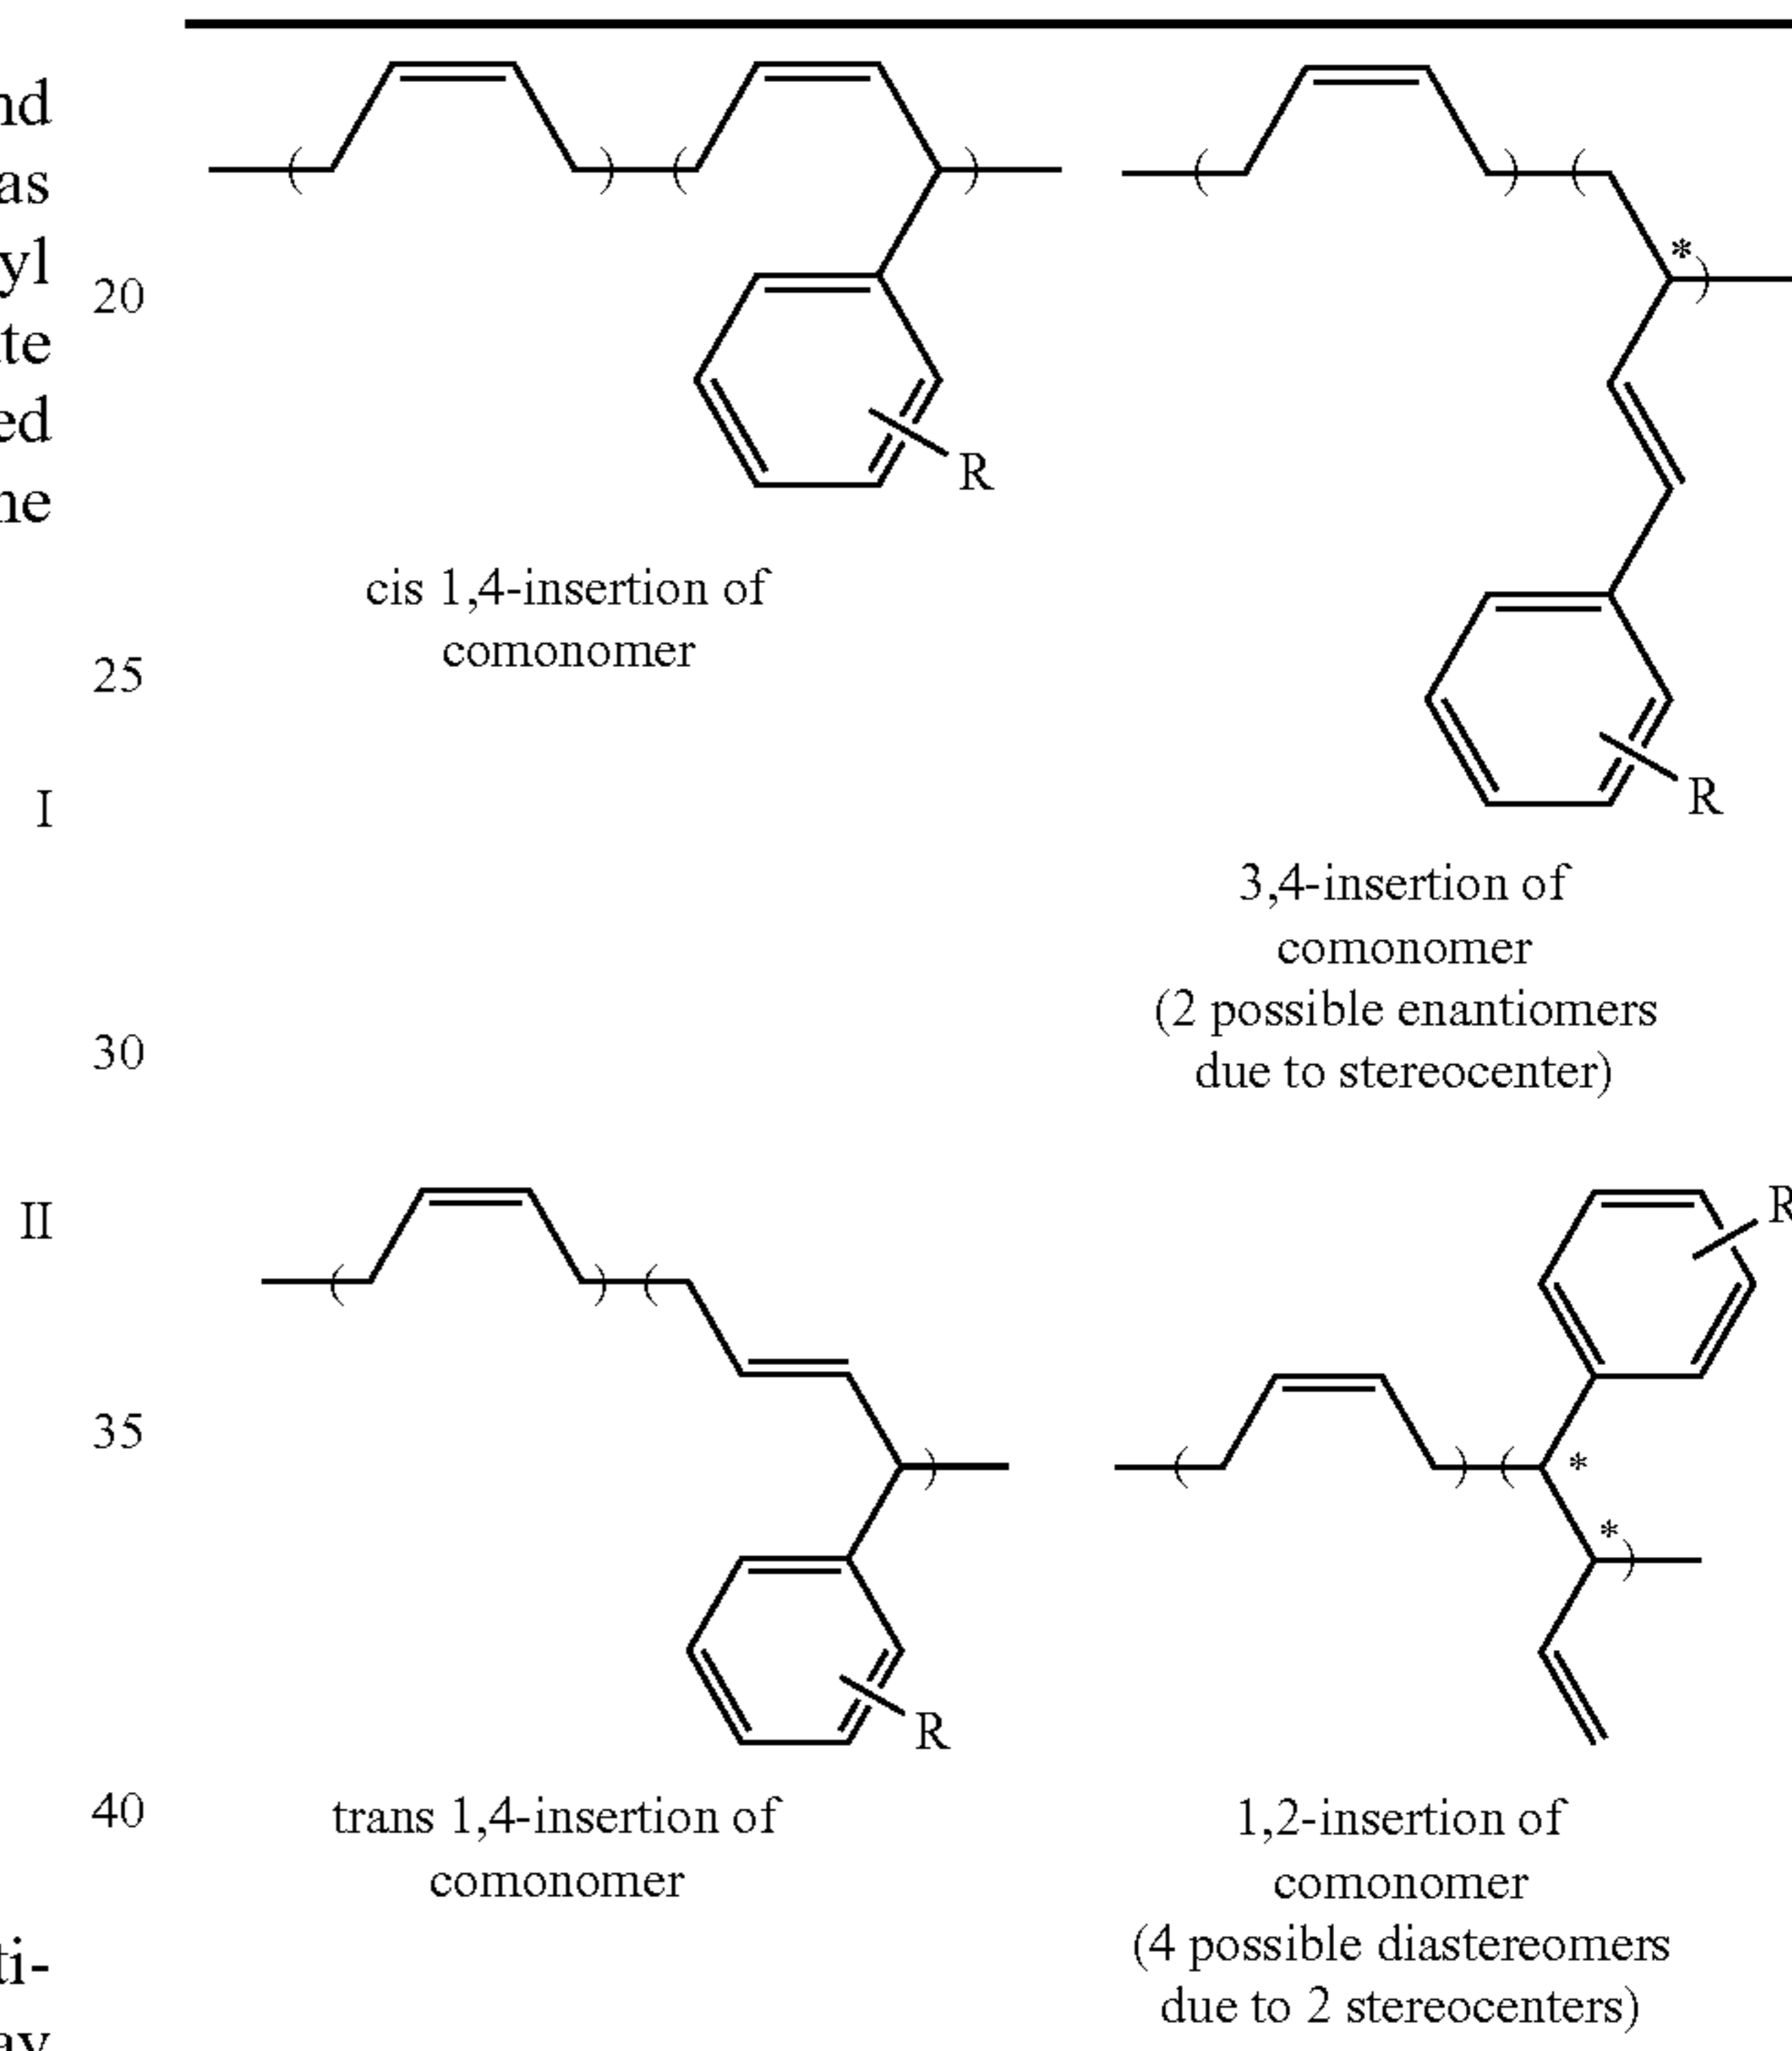 nd
as
yl
20
te
ed
ne
R
R
cis 1,4-insertion of
comonomer
25
I
3,4-insertion of
comonomer
(2 possible enantiomers
due to stereocenter)
30
II
R
35
*
*
*
R
40
trans 1,4-insertion of
comonomer
1,2-insertion of
comonomer
(4 possible diastereomers
due to 2 stereocenters)
ti-
ay